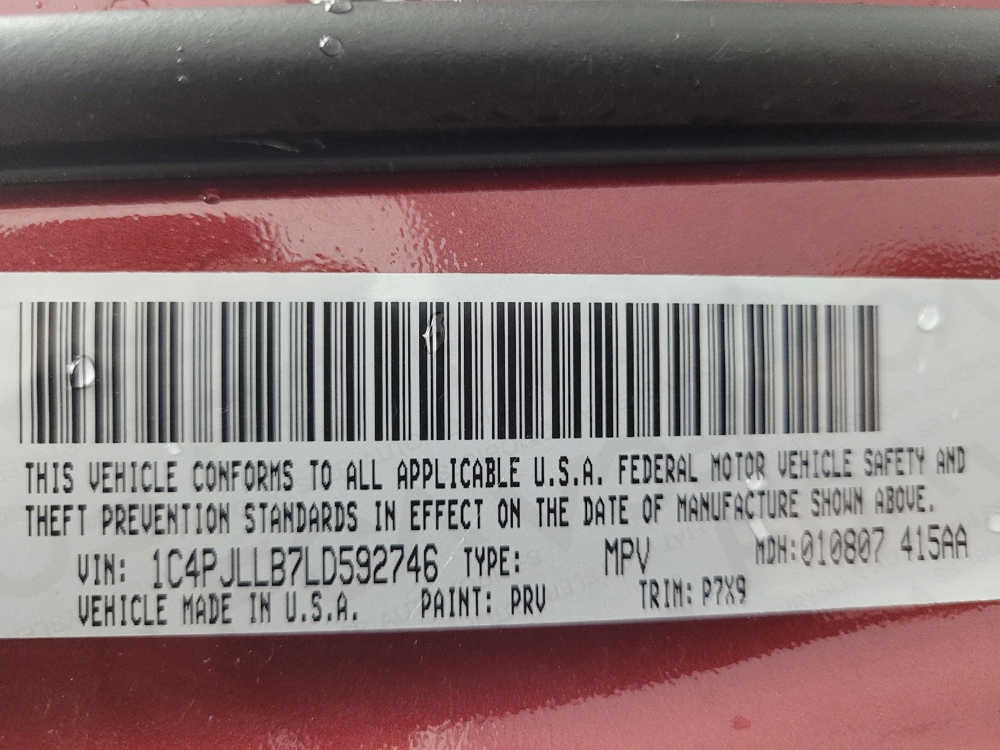 THIS VEHICLE CONFORMS TO ALL APPLICABLE U.S.A. FEDERAL MOTOR VEHICLE SAFETY AND
THEFT PREVENTION STANDARDS IN EFFECT ON THE DATE OF MANUFACTURE SHOWN ABOVE.
VIN: 1C4PJLLB7LD592746 TYPE: MPV MDH:010807 415AA
VEHICLE MADE IN U.S.A. PAINT: PRV TRIM: P7X9